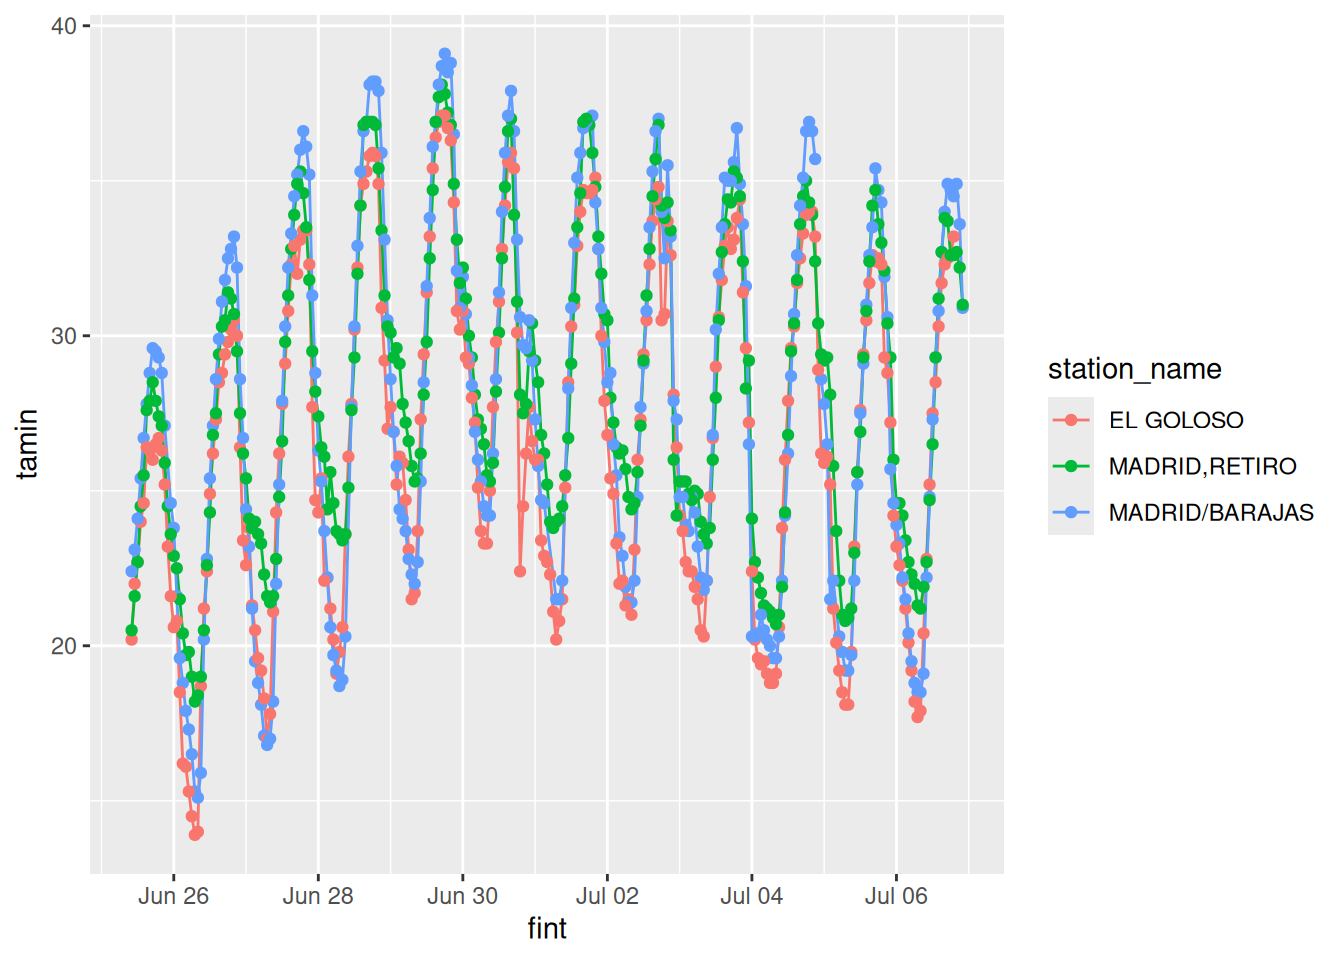 40
30
20
tamin
Jun 26
Jun 28
Jun 30
Jul 02
Jul 04
Jul 06
fint
station_name
EL GOLOSO
MADRID,RETIRO
MADRID/BARAJAS